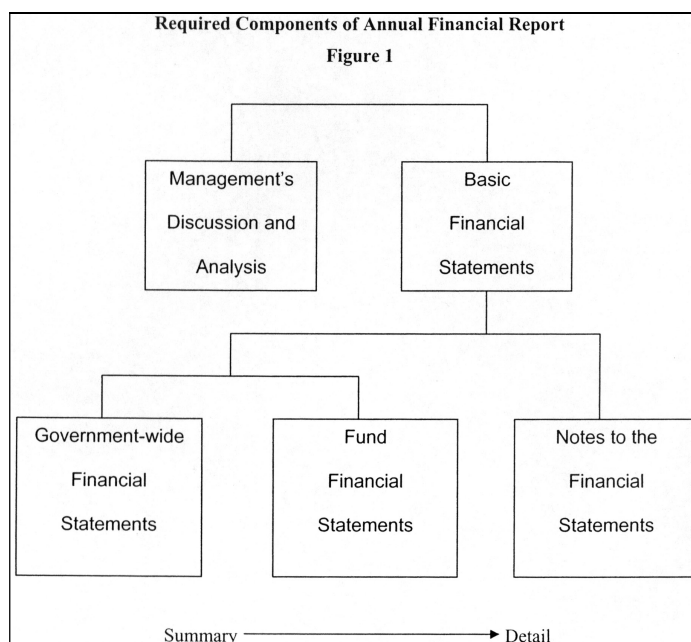 Required Components of Annual Financial Report
Figure 1
Management's
Discussion and
Analysis
Basic
Financial
Statements
Government-wide
Financial
Statements
Fund
Financial
Statements
Notes to the
Financial
Statements
Summary
Detail